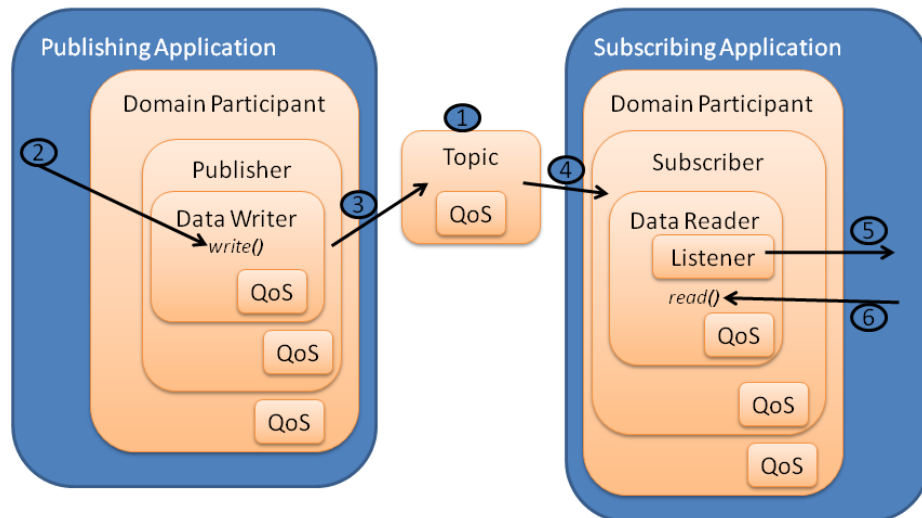 Publishing Application
Domain Participant
2
Publisher
Data Writer
write()
QoS
QoS
QoS
3
1
Topic
QoS
4
Subscribing Application
Domain Participant
Subscriber
Data Reader
Listener
5
read()
6
QoS
QoS
QoS